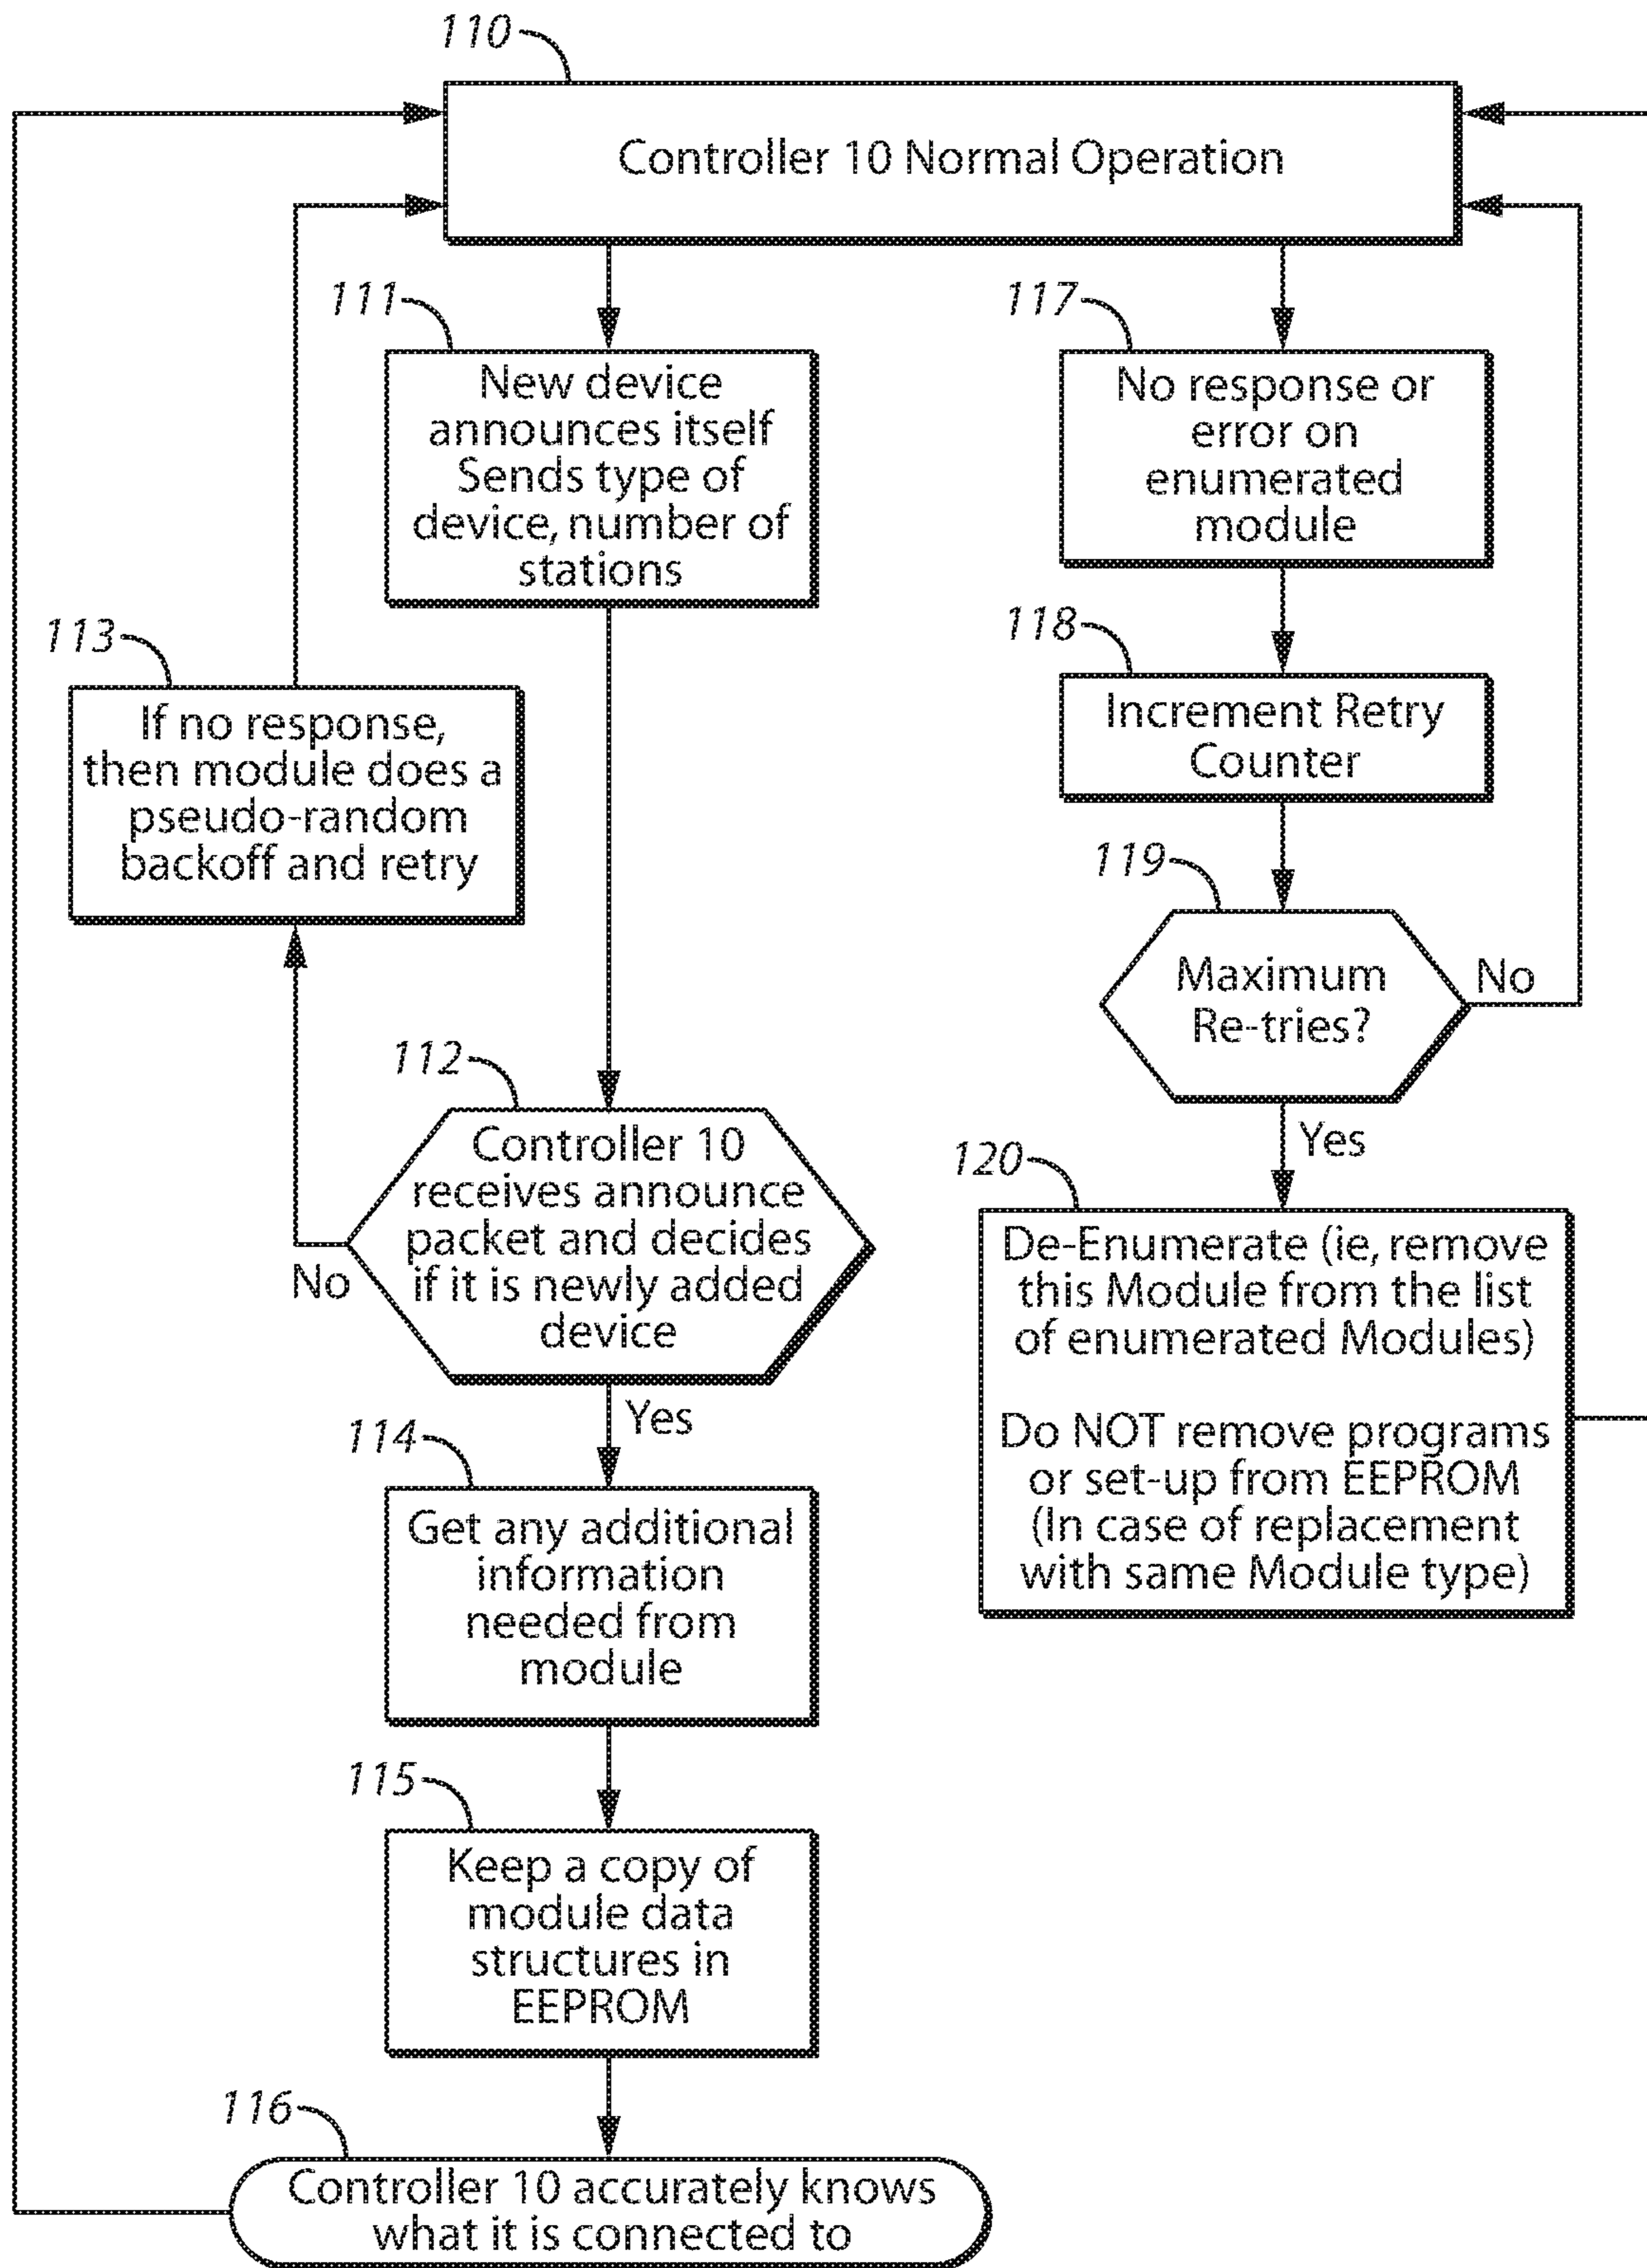 110
Controller 10 Normal Operation
111
New device
announces itself
Sends type of
device, number of
stations
117
No response or
error on
enumerated
module
113
If no response,
then module does a
pseudo-random
backoff and retry
118
Increment Retry
Counter
119
Maximum
Re-tries?
No
Yes
112
Controller 10
receives announce
packet and decides
if it is newly added
device
No
Yes
120
De-Enumerate (ie, remove
this Module from the list
of enumerated Modules)
Do NOT remove programs
or set-up from EEPROM
(In case of replacement
with same Module type)
114
Get any additional
information
needed from
module
115
Keep a copy of
module data
structures in
EEPROM
116
Controller 10 accurately knows
what it is connected to